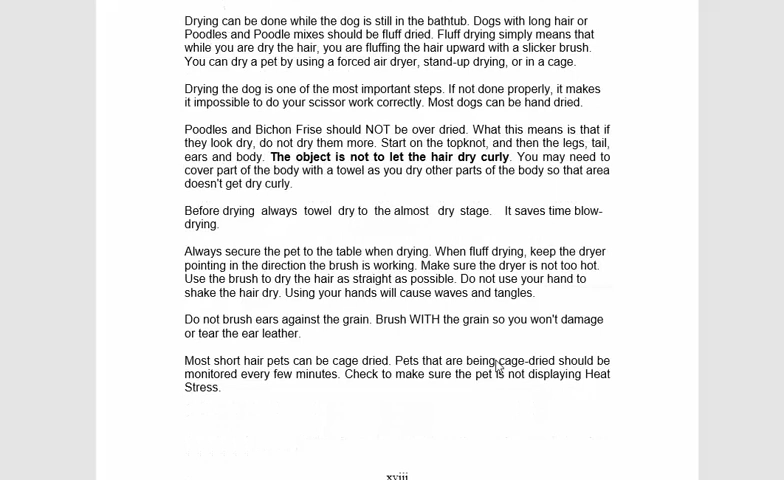 Drying can be done while the dog is still in the bathtub. Dogs with long hair or
Poodles and Poodle mixes should be fluff dried. Fluff drying simply means that
while you are dry the hair, you are fluffing the hair upward with a slicker brush.
You can dry a pet by using a forced air dryer, stand-up drying, or in a cage.
Drying the dog is one of the most important steps. If not done properly, it makes
it impossible to do your scissor work correctly. Most dogs can be hand dried.
Poodles and Bichon Frise should NOT be over dried. What this means is that if
they look dry, do not dry them more. Start on the topknot, and then the legs, tail,
ears and body. The object is not to let the hair dry curly. You may need to
cover part of the body with a towel as you dry other parts of the body so that area
doesn't get dry curly.
Before drying always towel dry to the almost dry stage. It saves time blow-
drying.
Always secure the pet to the table when drying. When fluff drying, keep the dryer
pointing in the direction the brush is working. Make sure the dryer is not too hot.
Use the brush to dry the hair as straight as possible. Do not use your hand to
shake the hair dry. Using your hands will cause waves and tangles.
Do not brush ears against the grain. Brush WITH the grain so you won't damage
or tear the ear leather.
Most short hair pets can be cage dried. Pets that are being cage-dried should be
monitored every few minutes. Check to make sure the pet is not displaying Heat
Stress.
xviii